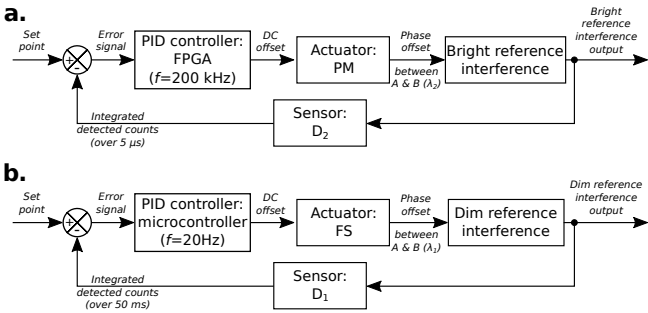 a.
Set
point
+
-
Error
signal
PID controller:
FPGA
(f=200 kHz)
DC
offset
Actuator:
PM
Phase
offset
between
A & B (λ₂)
Bright reference
interference
Bright
reference
interference
output
Integrated
detected counts
(over 5 μs)
Sensor:
D₂
b.
Set
point
+
-
Error
signal
PID controller:
microcontroller
(f=20Hz)
DC
offset
Actuator:
FS
Phase
offset
between
A & B (λ₁)
Dim reference
interference
Dim reference
interference
output
Integrated
detected counts
(over 50 ms)
Sensor:
D₁